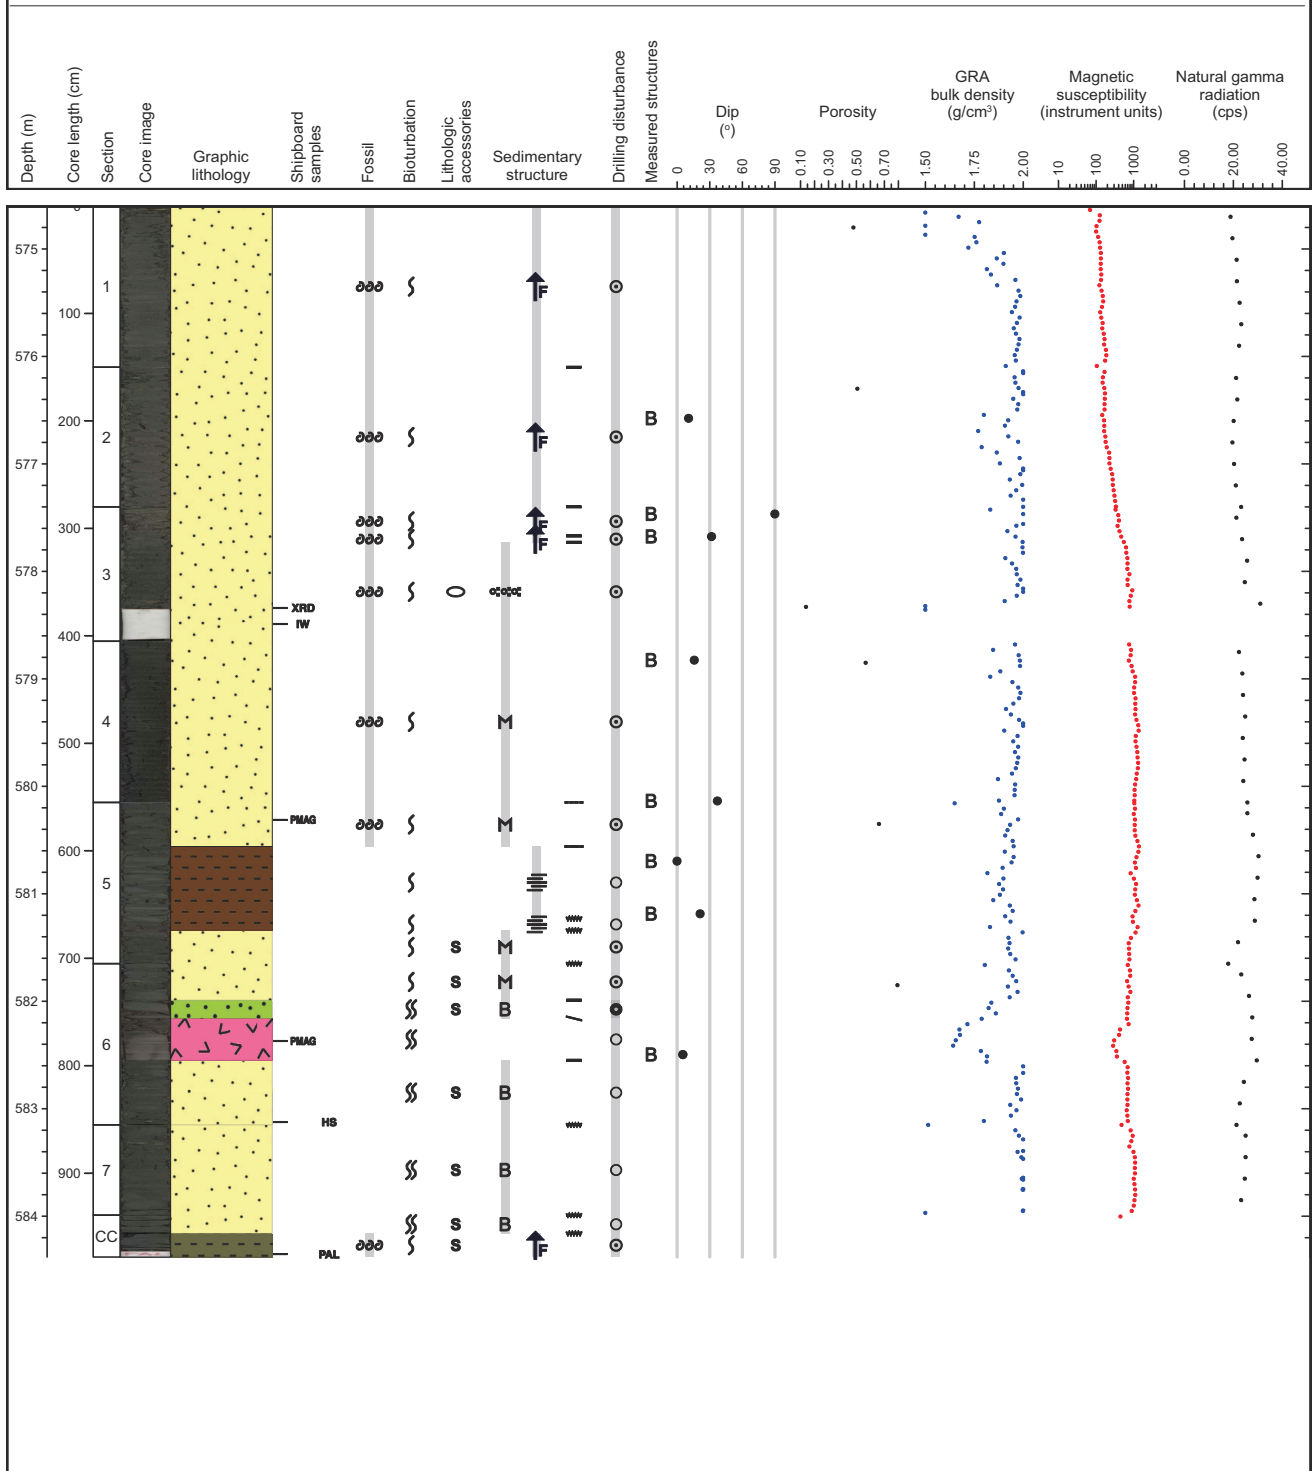 Depth (m)
Core length (cm)
Section
Core image
Graphic
lithology
Shipboard
samples
Fossil
Bioturbation
Lithologic
accessories
Sedimentary
structure
Drilling disturbance
Measured structures
Dip
(°)
Porosity
GRA
bulk density
(g/cm³)
Magnetic
susceptibility
(instrument units)
Natural gamma
radiation
(cps)
0 30 60 90
0.10 0.30 0.50 0.70
1.50 1.75 2.00
10 100 1000
0.00 20.00 40.00
575
1
F
100
576
200
2
B
F
577
B
300
F
B
F
578
3
XRD
IW
400
B
579
4
M
500
580
B
PMAG
M
600
B
581
5
B
S M
700
S M
582
S B
6
PMAG
B
800
583
S B
HS
7
900
S B
584
S B
CC
S F
PAL